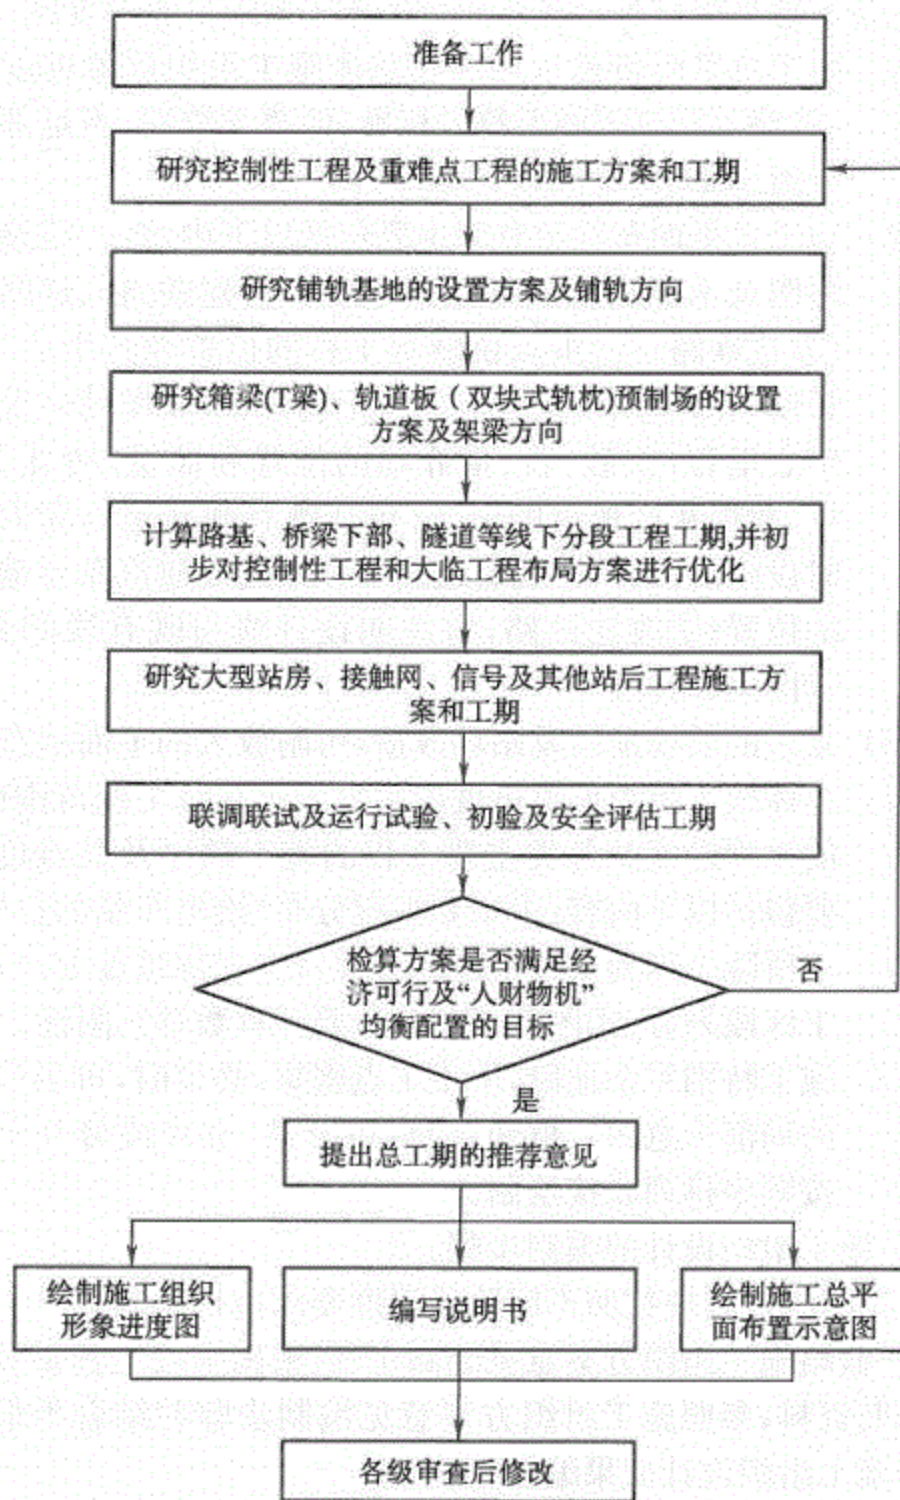 准备工作
研究控制性工程及重难点工程的施工方案和工期
研究铺轨基地的设置方案及铺轨方向
研究箱梁(T梁)、轨道板（双块式轨枕)预制场的设置
方案及架梁方向
计算路基、桥梁下部、隧道等线下分段工程工期,并初
步对控制性工程和大临工程布局方案进行优化
研究大型站房、接触网、信号及其他站后工程施工方
案和工期
联调联试及运行试验、初验及安全评估工期
检算方案是否满足经
济可行及“人财物机”
均衡配置的目标
否
是
提出总工期的推荐意见
绘制施工组织
形象进度图
编写说明书
绘制施工总平
面布置示意图
各级审查后修改